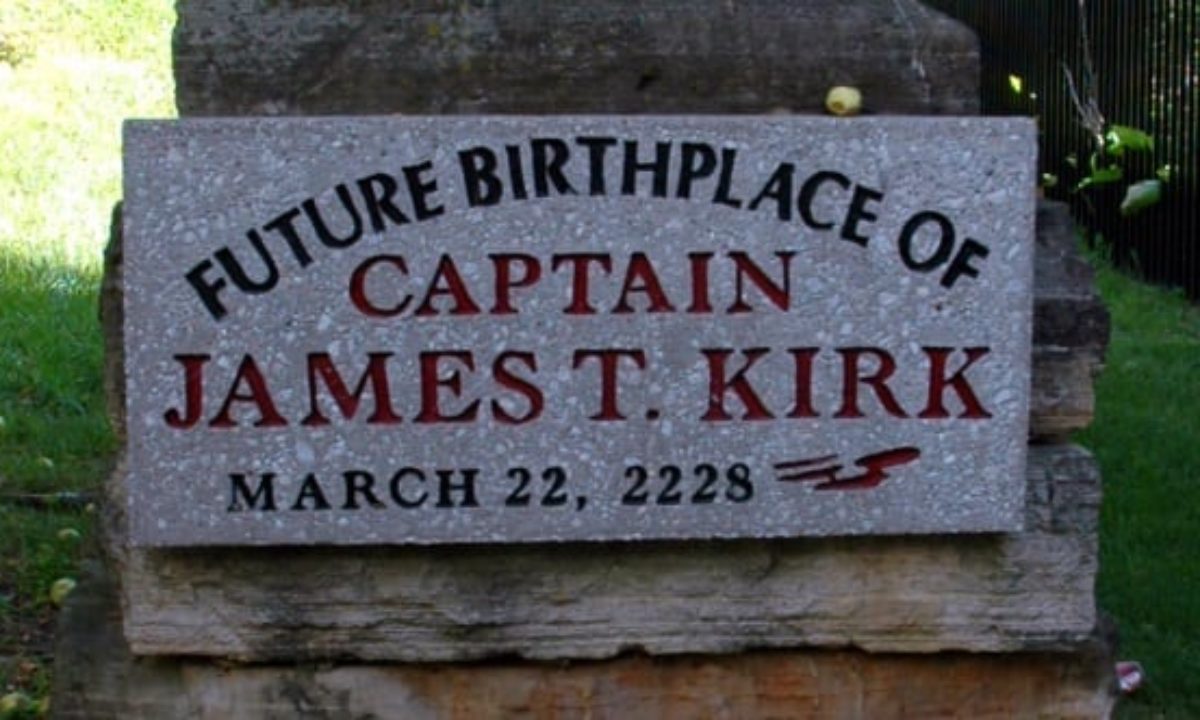 FUTURE BIRTHPLACE OF
CAPTAIN
JAMES T. KIRK
MARCH 22, 2228